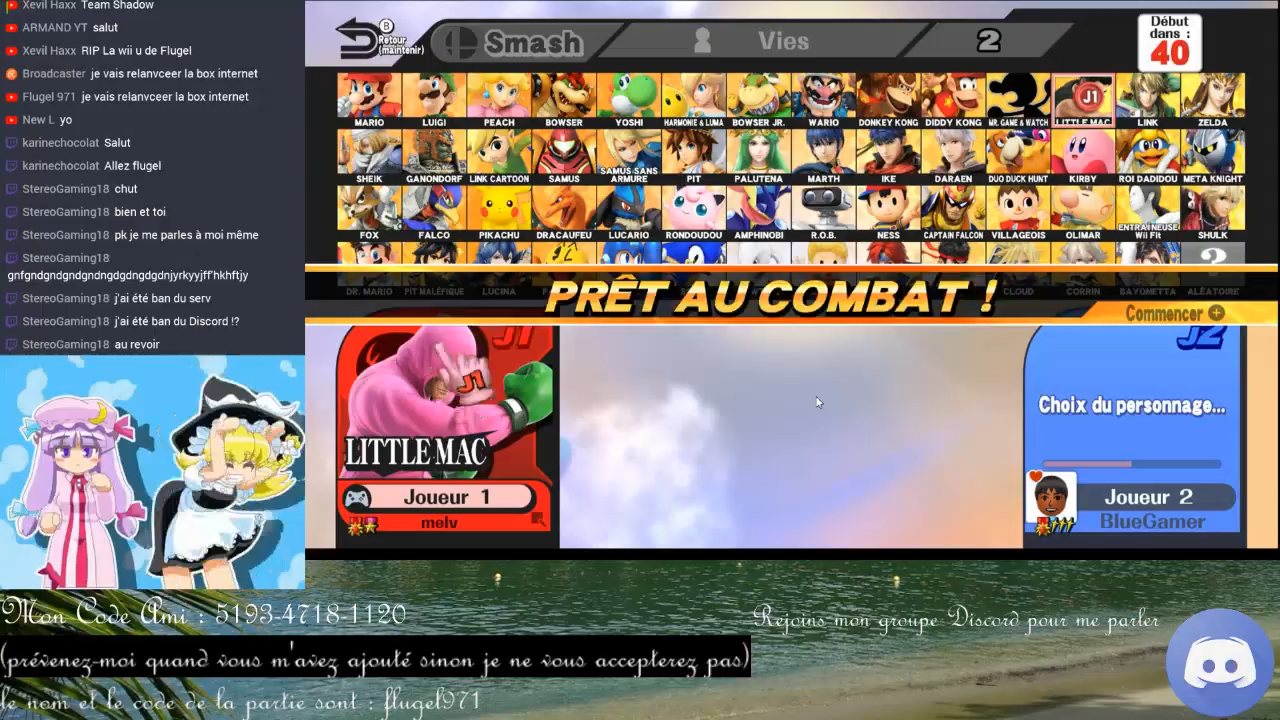 Xevil Haxx Team Shadow
ARMAND YT salut
Xevil Haxx RIP La wii u de Flugel
Broadcaster je vais relanvceer la box internet
Flugel 971 je vais relanvceer la box internet
New L yo
karinechocolat Salut
karinechocolat Allez flugel
StereoGaming18 chut
StereoGaming18 bien et toi
StereoGaming18 pk je me parles à moi même
StereoGaming18
gnfgndgndgndgndngdgdngdgdnjyrkyyjff'hkhftjy
StereoGaming18 j'ai été ban du serv
StereoGaming18 j'ai été ban du Discord !?
StereoGaming18 au revoir
B
Retour
(maintenir)
Smash
Vies
2
Début
dans :
40
MARIO LUIGI PEACH BOWSER YOSHI HARMONIE & LUMA BOWSER JR. WARIO DONKEY KONG DIDDY KONG MR. GAME & WATCH J1 LITTLE MAC LINK ZELDA
SHEIK GANONDORF LINK CARTOON SAMUS SAMUS SANS ARMURE PIT PALUTENA MARTH IKE DARAEN DUO DUCK HUNT KIRBY ROI DADIDOU META KNIGHT
FOX FALCO PIKACHU DRACAUFEU LUCARIO RONDOUDOU AMPHINOBI R.O.B. NESS CAPTAIN FALCON VILLAGEOIS OLIMAR ENTRAÎNEUSE Wii Fit SHULK
DR. MARIO PIT MALÉFIQUE LUCINA CLOUD CORRIN BAYONETTA ALÉATOIRE
PRÊT AU COMBAT !
Commencer +
J1
J1
LITTLE MAC
Joueur 1
melv
J2
Choix du personnage...
Joueur 2
BlueGamer
Mon Code Ami : 5193-4718-1120
(prévenez-moi quand vous m'avez ajouté sinon je ne vous accepterez pas)
le nom et le code de la partie sont : flugel971
Rejoins mon groupe Discord pour me parler